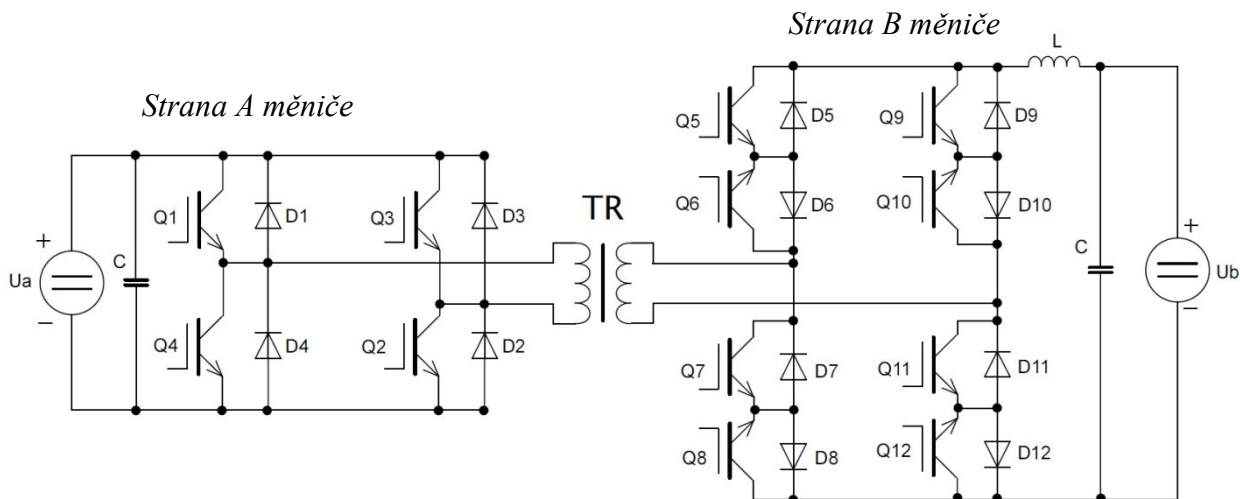 Strana B měniče
L
Strana A měniče
Q5
D5
Q9
D9
Q6
D6
Q10
D10
Q1
D1
Q3
D3
TR
+
Ua
−
C
+
Ub
−
C
Q4
D4
Q2
D2
Q7
D7
Q11
D11
Q8
D8
Q12
D12